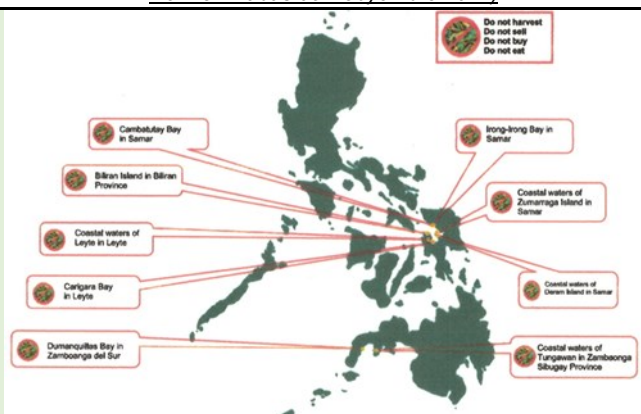 Do not harvest
Do not sell
Do not buy
Do not eat
Cambatutay Bay
in Samar
Irong-Irong Bay in
Samar
Biliran Island in Biliran
Province
Coastal waters of
Zumarraga Island in
Samar
Coastal waters of
Leyte in Leyte
Carigara Bay
in Leyte
Coastal waters of
Daram Island in Samar
Dumanquillas Bay in
Zamboanga del Sur
Coastal waters of
Tungawan in Zambaonga
Sibugay Province